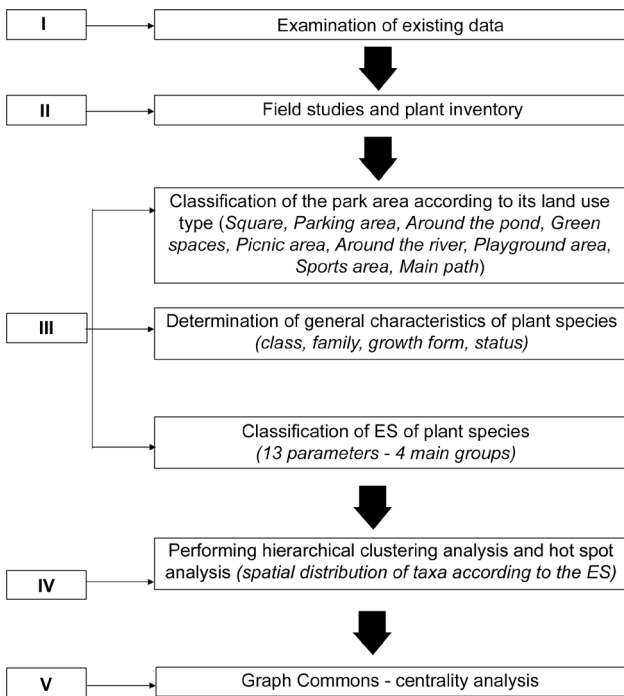 I
Examination of existing data
II
Field studies and plant inventory
Classification of the park area according to its land use
type (Square, Parking area, Around the pond, Green
spaces, Picnic area, Around the river, Playground area,
Sports area, Main path)
III
Determination of general characteristics of plant species
(class, family, growth form, status)
Classification of ES of plant species
(13 parameters - 4 main groups)
Performing hierarchical clustering analysis and hot spot
analysis (spatial distribution of taxa according to the ES)
IV
V
Graph Commons - centrality analysis